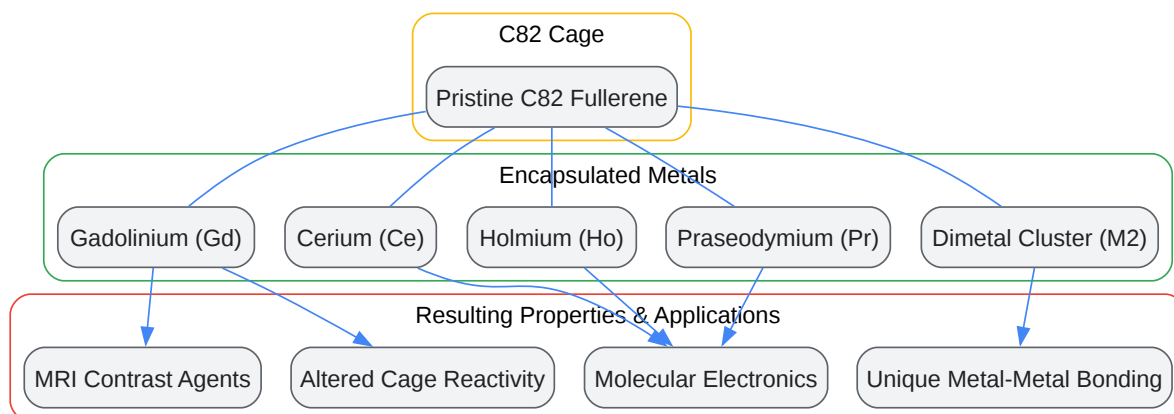 C82 Cage
Pristine C82 Fullerene
Encapsulated Metals
Gadolinium (Gd)
Cerium (Ce)
Holmium (Ho)
Praseodymium (Pr)
Dimetal Cluster (M2)
Resulting Properties & Applications
MRI Contrast Agents
Altered Cage Reactivity
Molecular Electronics
Unique Metal-Metal Bonding